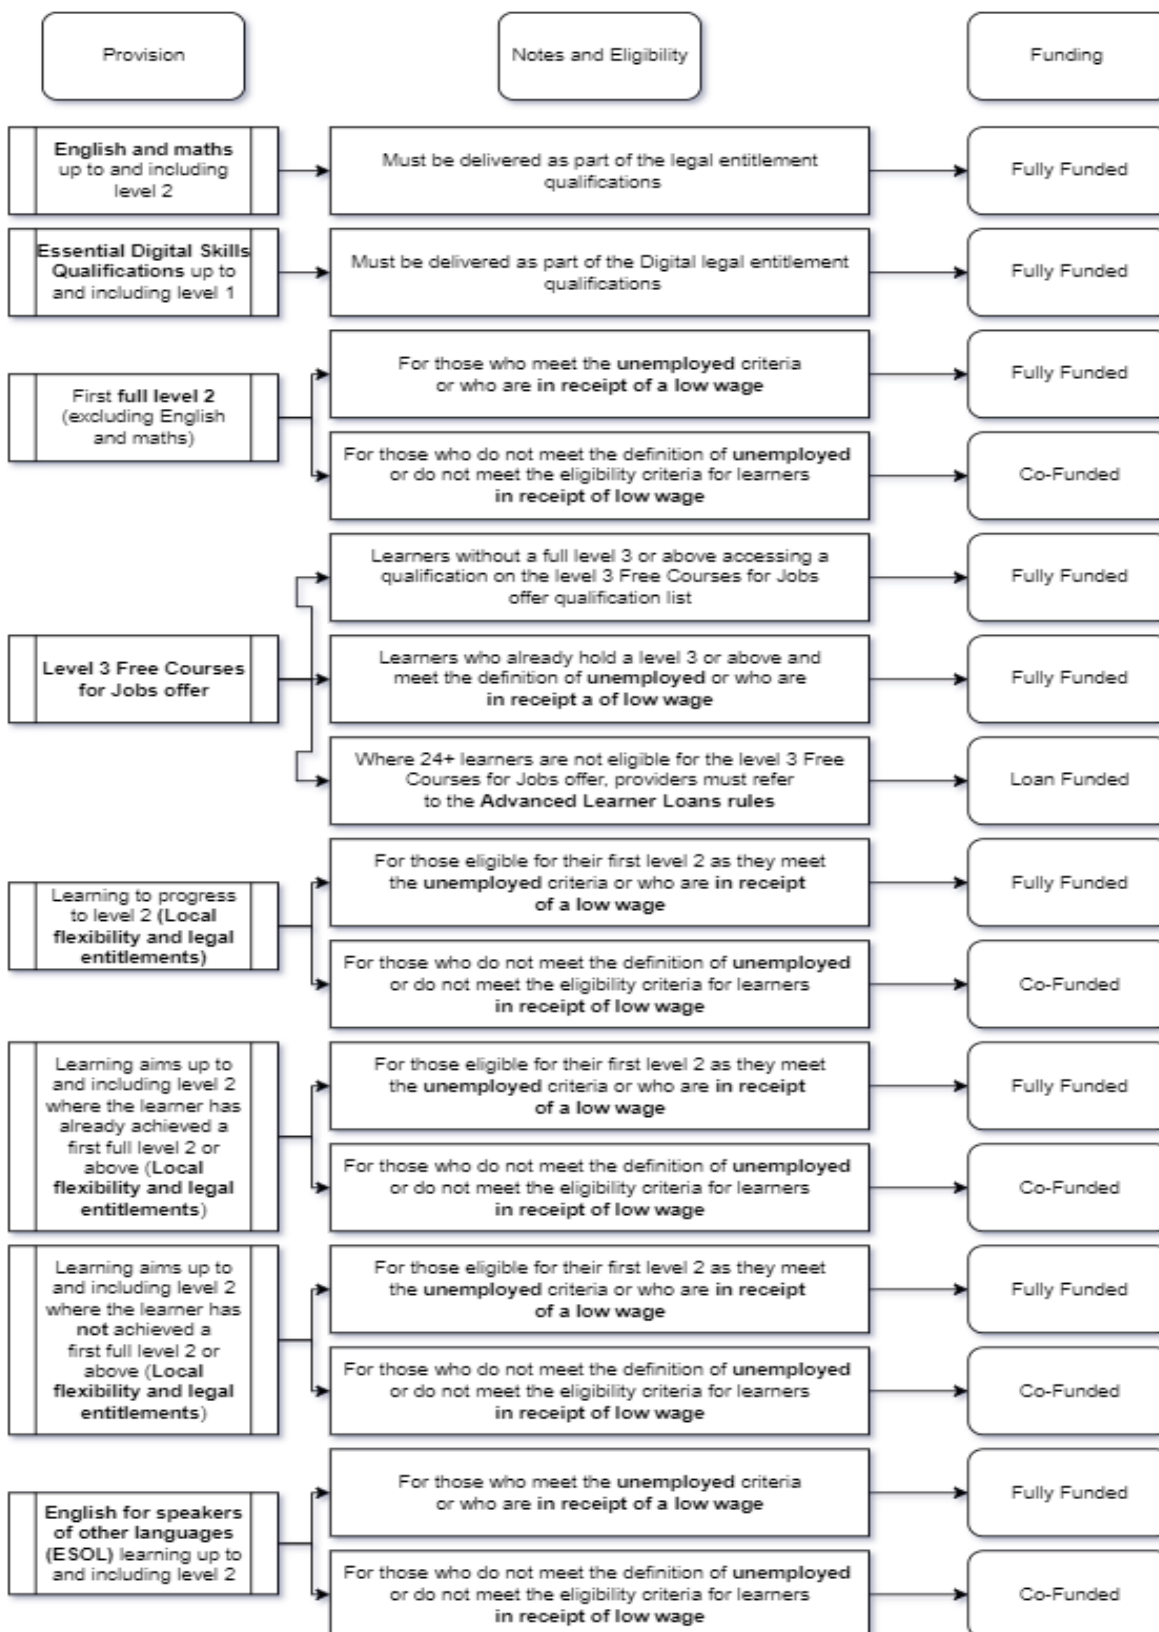 Provision
Notes and Eligibility
Funding
English and maths
up to and including
level 2
Must be delivered as part of the legal entitlement
qualifications
Fully Funded
Essential Digital Skills
Qualifications up to
and including level 1
Must be delivered as part of the Digital legal entitlement
qualifications
Fully Funded
First full level 2
(excluding English
and maths)
For those who meet the unemployed criteria
or who are in receipt of a low wage
Fully Funded
For those who do not meet the definition of unemployed
or do not meet the eligibility criteria for learners
in receipt of low wage
Co-Funded
Level 3 Free Courses
for Jobs offer
Learners without a full level 3 or above accessing a
qualification on the level 3 Free Courses for Jobs
offer qualification list
Fully Funded
Learners who already hold a level 3 or above and
meet the definition of unemployed or who are
in receipt a of low wage
Fully Funded
Where 24+ learners are not eligible for the level 3 Free
Courses for Jobs offer, providers must refer
to the Advanced Learner Loans rules
Loan Funded
Learning to progress
to level 2 (Local
flexibility and legal
entitlements)
For those eligible for their first level 2 as they meet
the unemployed criteria or who are in receipt
of a low wage
Fully Funded
For those who do not meet the definition of unemployed
or do not meet the eligibility criteria for learners
in receipt of low wage
Co-Funded
Learning aims up to
and including level 2
where the learner has
already achieved a
first full level 2 or
above (Local
flexibility and legal
entitlements)
For those eligible for their first level 2 as they meet
the unemployed criteria or who are in receipt
of a low wage
Fully Funded
For those who do not meet the definition of unemployed
or do not meet the eligibility criteria for learners
in receipt of low wage
Co-Funded
Learning aims up to
and including level 2
where the learner has
not achieved a
first full level 2 or
above (Local
flexibility and legal
entitlements)
For those eligible for their first level 2 as they meet
the unemployed criteria or who are in receipt
of a low wage
Fully Funded
For those who do not meet the definition of unemployed
or do not meet the eligibility criteria for learners
in receipt of low wage
Co-Funded
English for speakers
of other languages
(ESOL) learning up to
and including level 2
For those who meet the unemployed criteria
or who are in receipt of a low wage
Fully Funded
For those who do not meet the definition of unemployed
or do not meet the eligibility criteria for learners
in receipt of low wage
Co-Funded